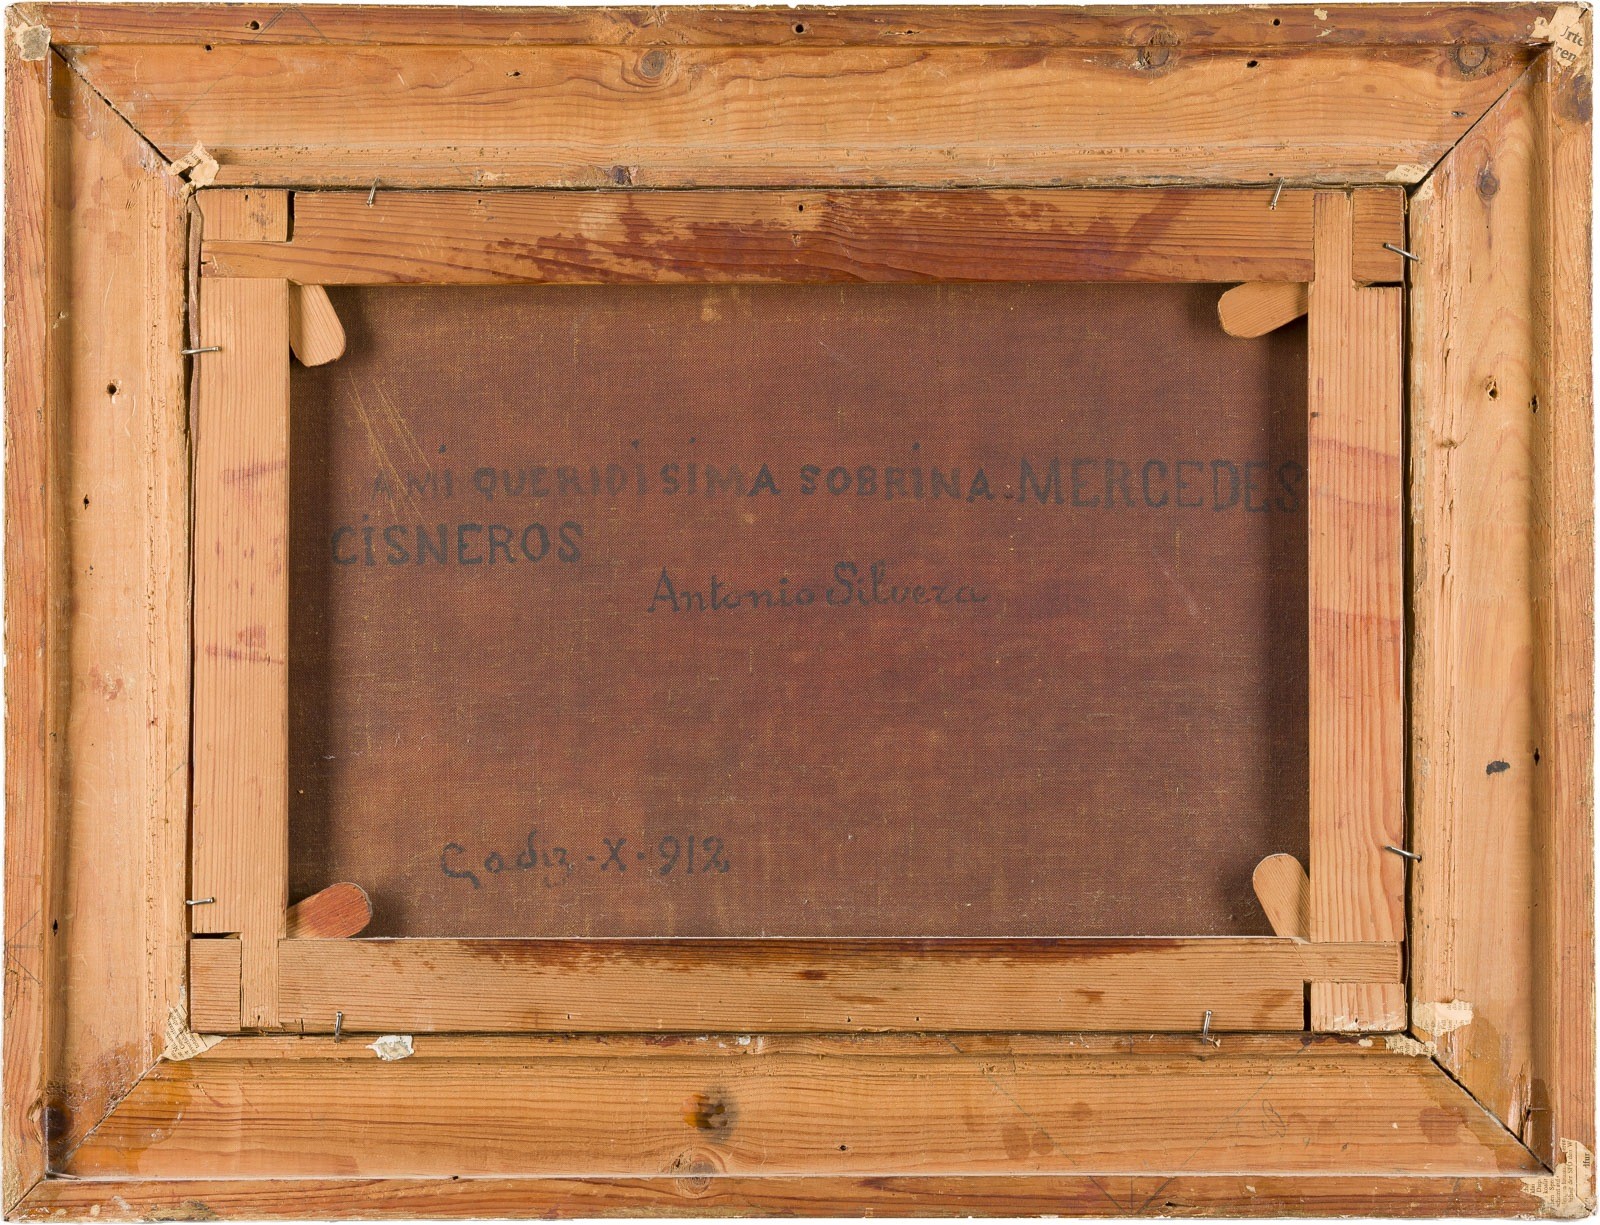 A Mi QUERIDiSiMA SOBRiNA. MERCEDES
CiSNEROS
Antonio Silvera
Cadiz - X - 912